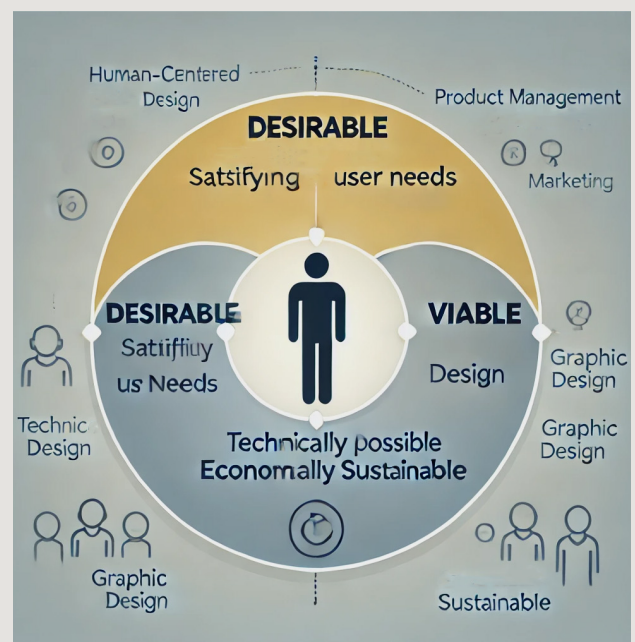 Human-Centered
Design
Product Management
DESIRABLE
Satsifying user needs
Marketing
DESIRABLE
VIABLE
us Needs
Design
Graphic
Design
Technic
Design
Graphic
Design
Technically possible
Economally Sustainable
Graphic
Design
Sustainable